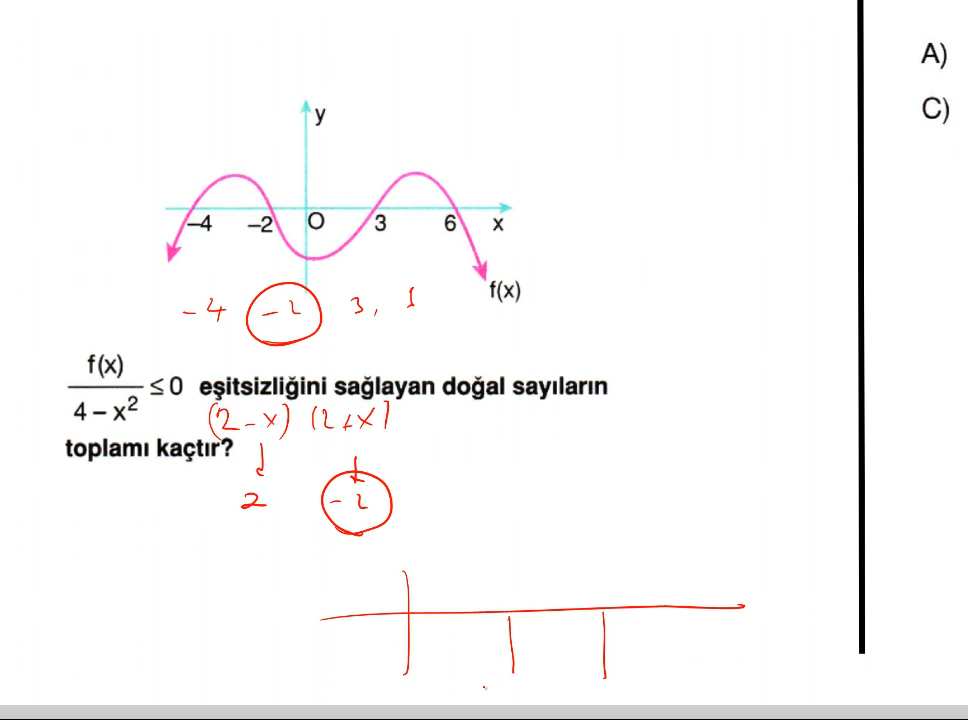 A)
C)
y
-4 -2 O 3 6 x
f(x)
-4 -2 3, 1
f(x)
4 – x² ≤ 0 eşitsizliğini sağlayan doğal sayıların
(2-x) (2+x)
toplamı kaçtır?
2 -2